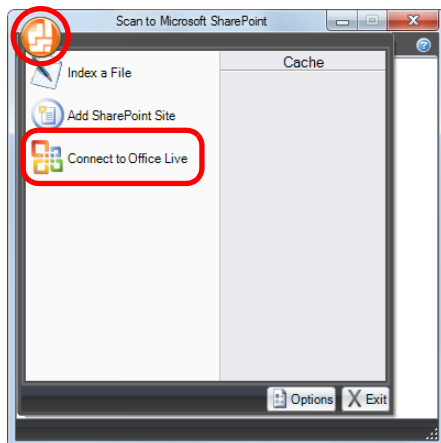 Scan to Microsoft SharePoint
Index a File
Add SharePoint Site
Connect to Office Live
Cache
Options
Exit